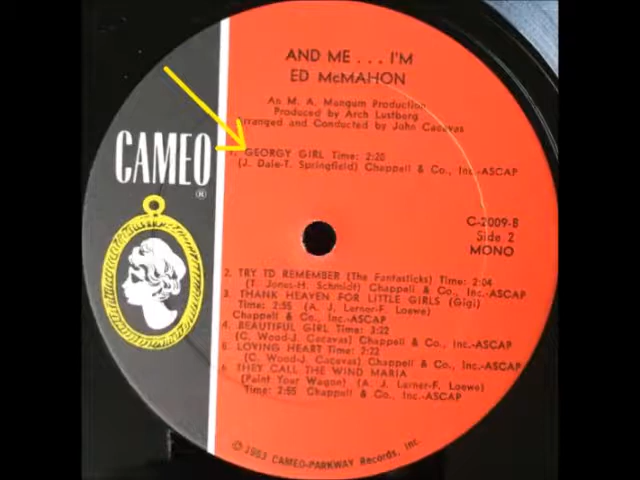 AND ME . . . I'M
ED McMAHON
An M. A. Mangum Production
Produced by Arch Lustberg
Arranged and Conducted by John Cacavas
1. GEORGY GIRL Time: 2:20
(J. Dale-T. Springfield) Chappell & Co., Inc.-ASCAP
CAMEO®
C-2009-B
Side 2
MONO
2. TRY TO REMEMBER (The Fantasticks) Time: 2:04
(T. Jones-H. Schmidt) Chappell & Co., Inc.-ASCAP
3. THANK HEAVEN FOR LITTLE GIRLS (Gigi)
Time: 2:55 (A. J. Lerner-F. Loewe)
Chappell & Co., Inc.-ASCAP
4. BEAUTIFUL GIRL Time: 3:22
(C. Wood-J. Cacavas) Chappell & Co., Inc.-ASCAP
5. LOVING HEART Time: 2:22
(C. Wood-J. Cacavas) Chappell & Co., Inc.-ASCAP
6. THEY CALL THE WIND MARIA
(Paint Your Wagon) (A. J. Lerner-F. Loewe)
Time: 2:55 Chappell & Co., Inc.-ASCAP
CAMEO-PARKWAY Records, Inc.